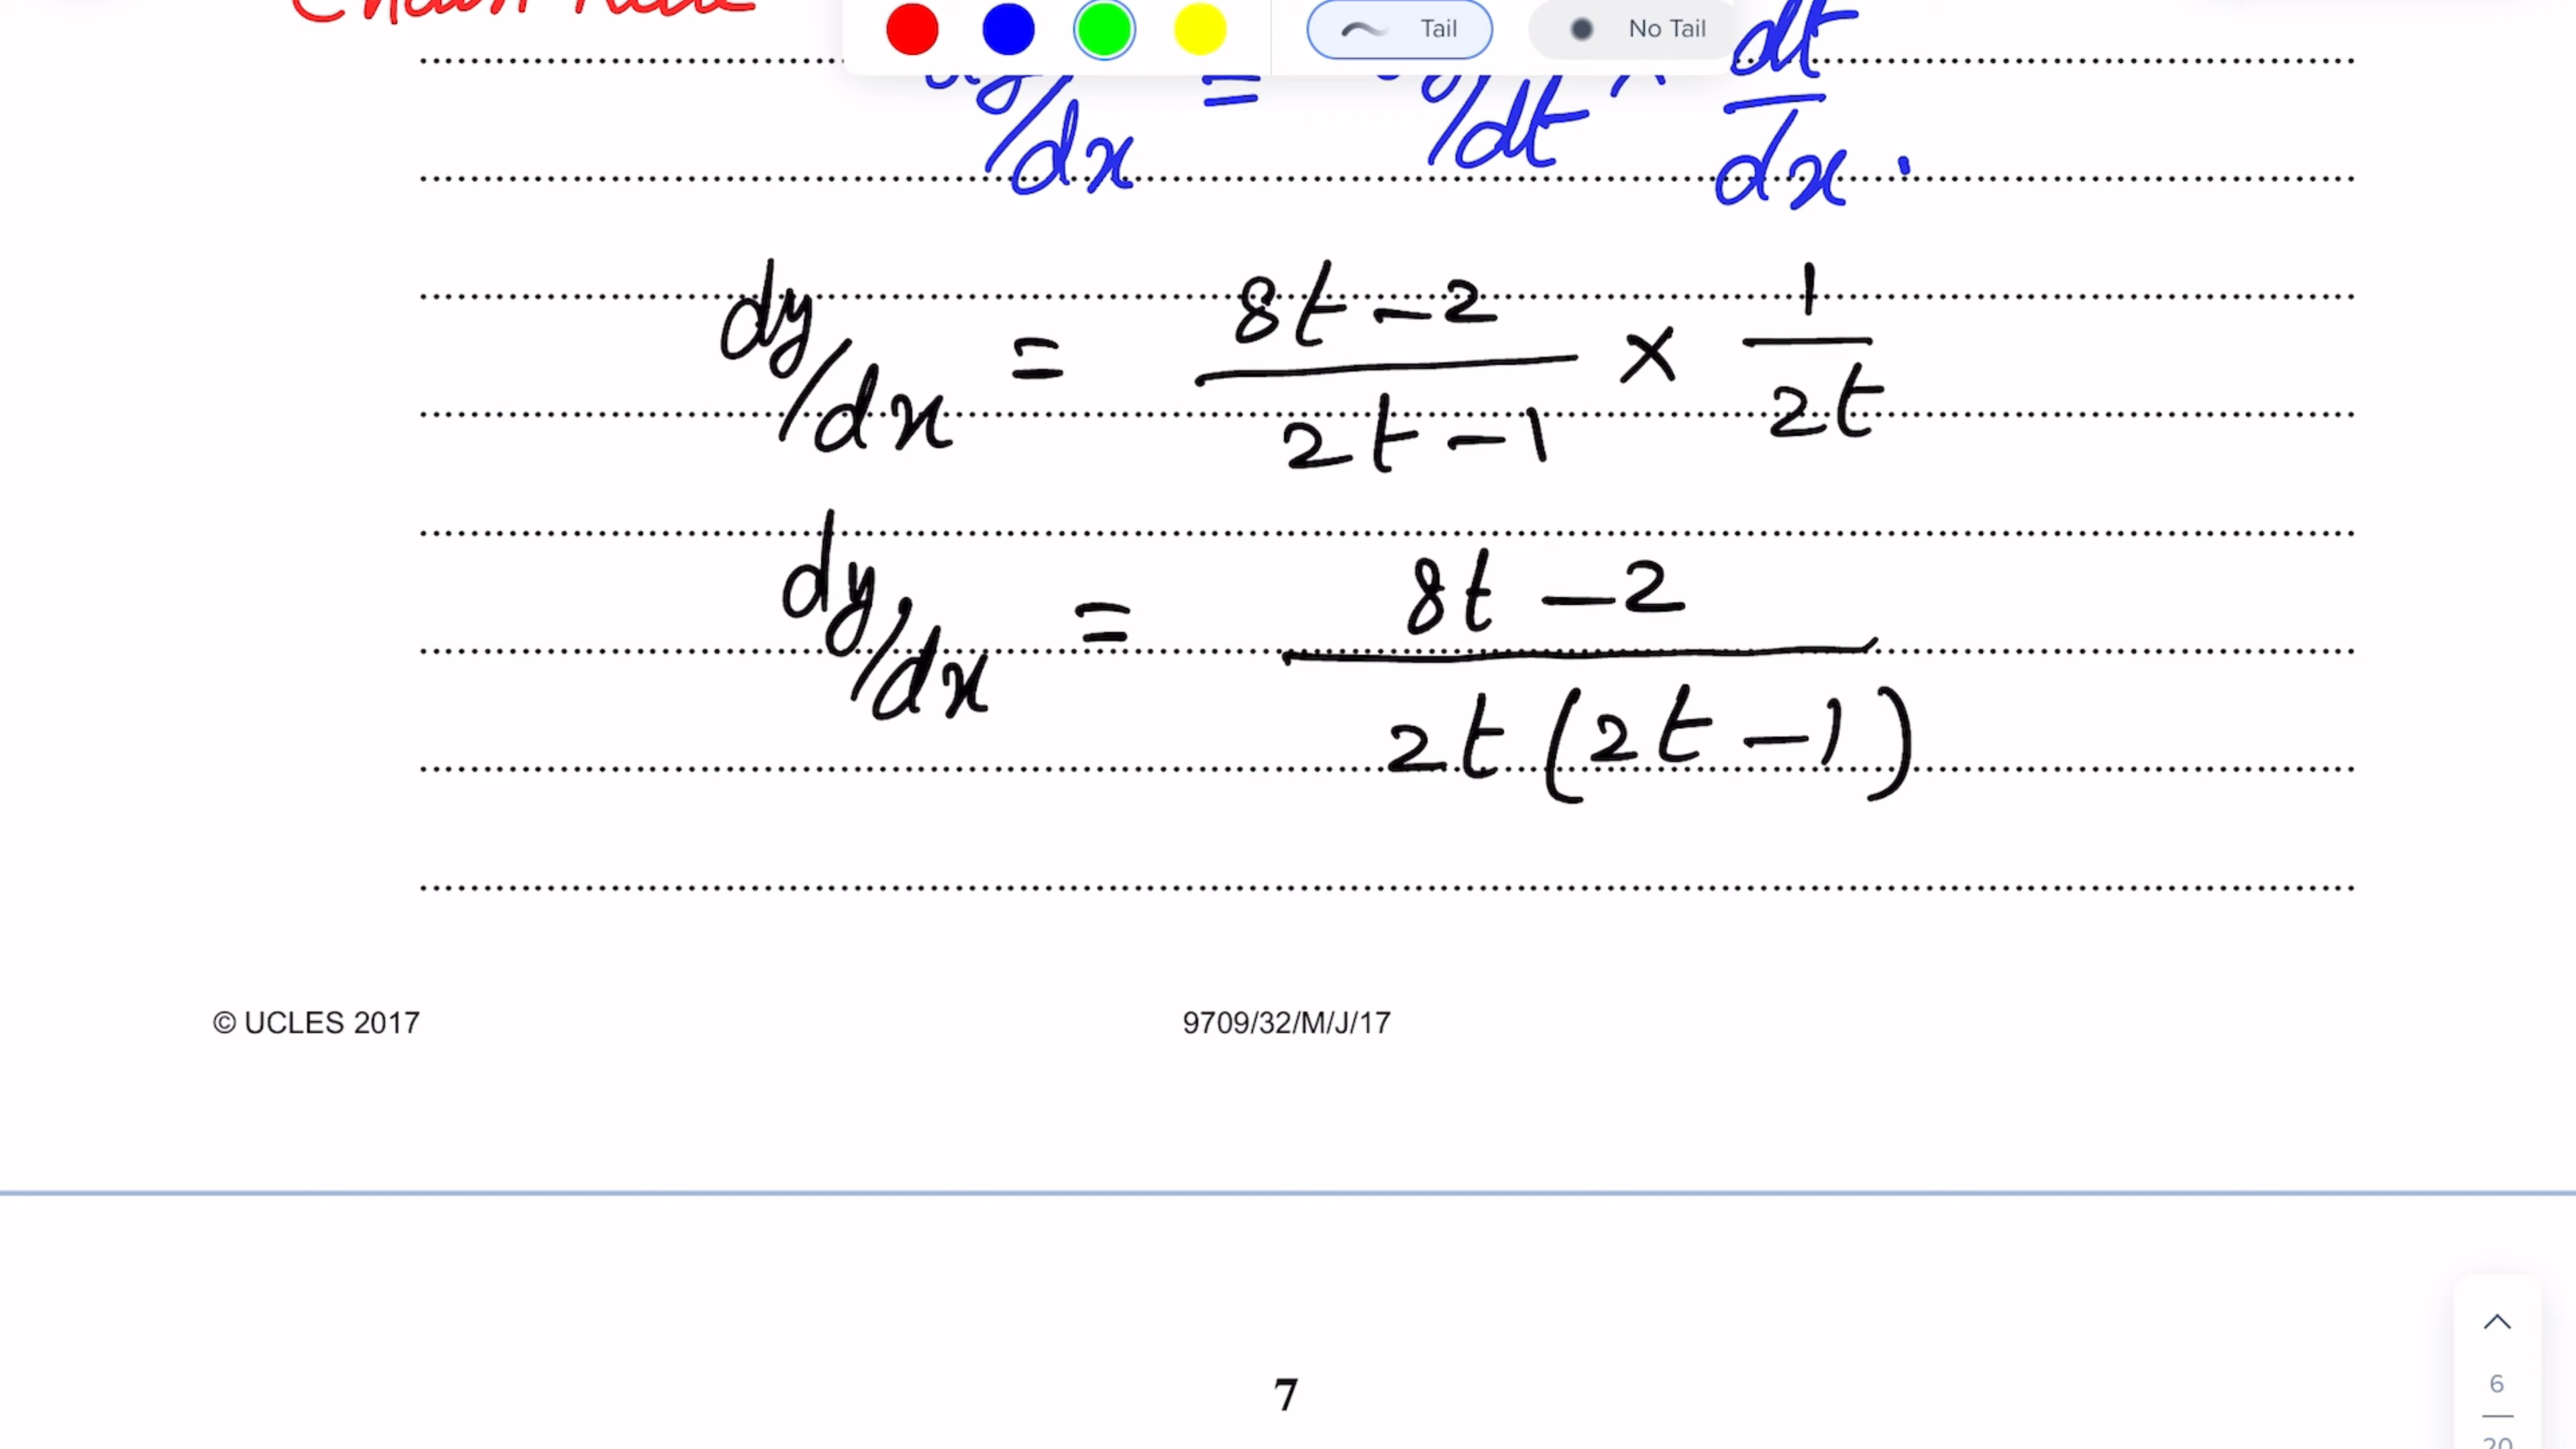 Tail No Tail
dy/dx = y/dt × dt/dx .
dy/dx = 8t-2/2t-1 × 1/2t
dy/dx = 8t-2/2t(2t-1)
© UCLES 2017 9709/32/M/J/17
7
6
20